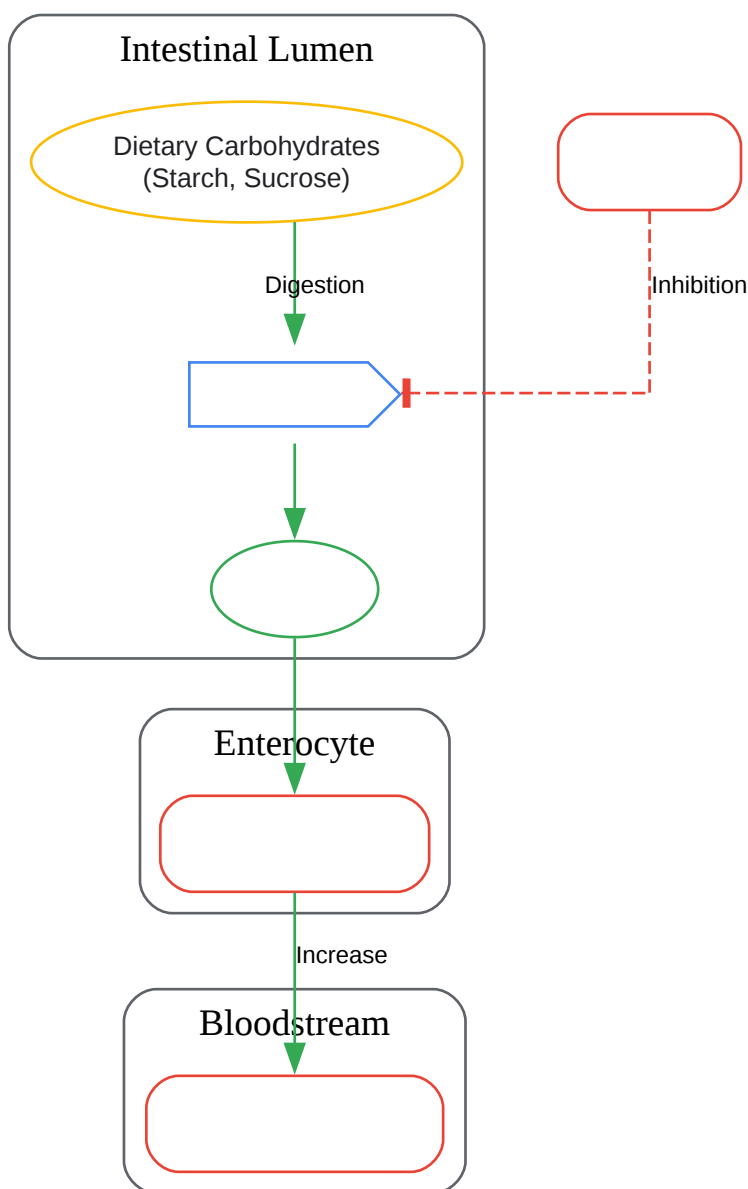 Intestinal Lumen
Dietary Carbohydrates
(Starch, Sucrose)
Digestion
Inhibition
Enterocyte
Increase
Bloodstream